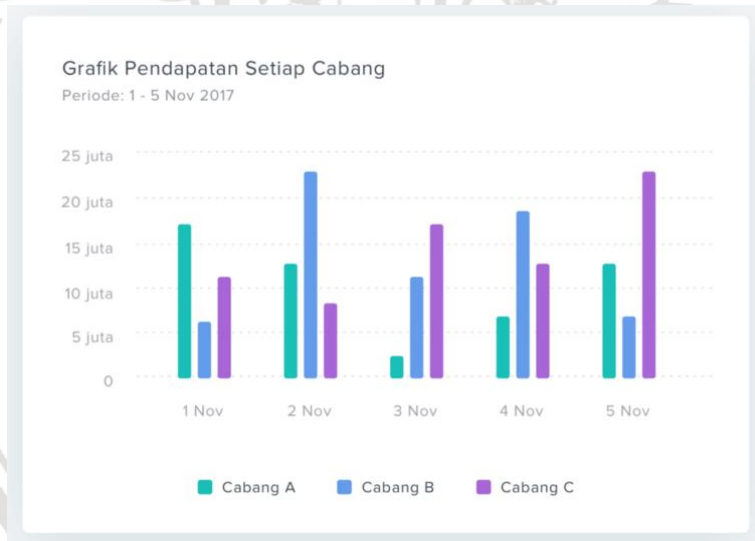 Grafik Pendapatan Setiap Cabang
Periode: 1 - 5 Nov 2017
25 juta
20 juta
15 juta
10 juta
5 juta
0
1 Nov 2 Nov 3 Nov 4 Nov 5 Nov
Cabang A Cabang B Cabang C